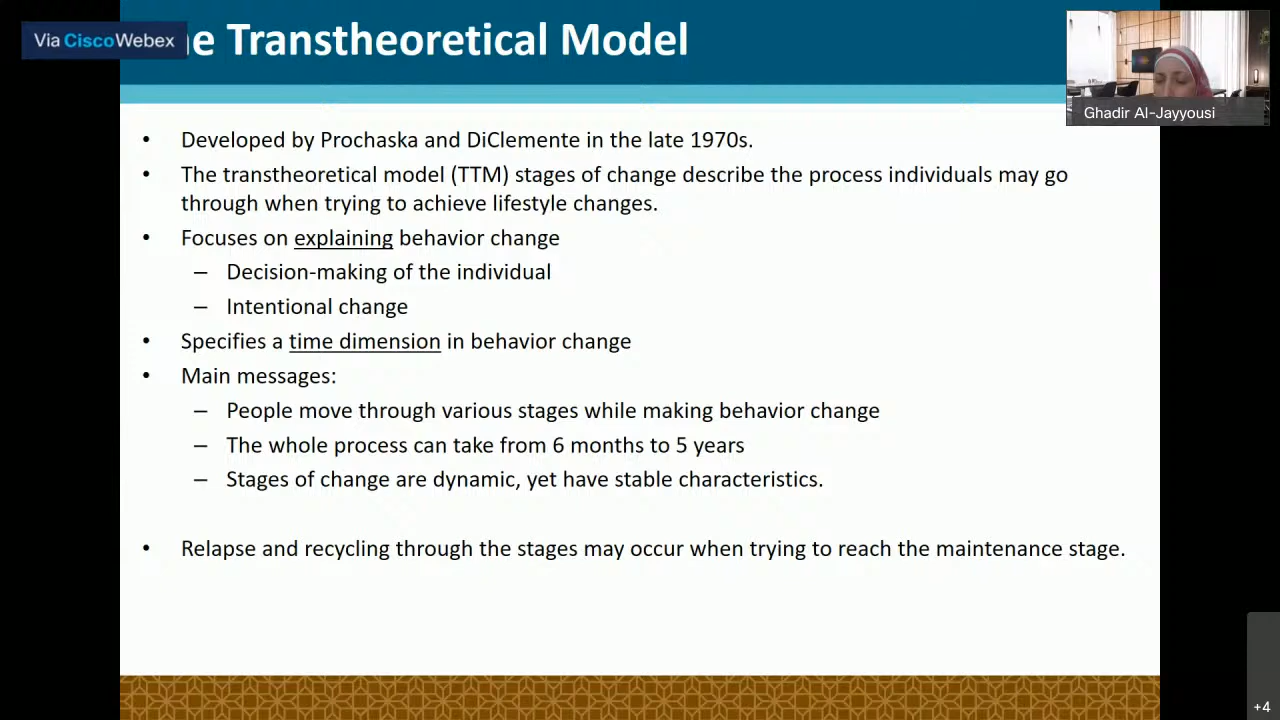 Via CiscoWebex
e Transtheoretical Model
Ghadir Al-Jayyousi
• Developed by Prochaska and DiClemente in the late 1970s.
• The transtheoretical model (TTM) stages of change describe the process individuals may go
through when trying to achieve lifestyle changes.
• Focuses on explaining behavior change
– Decision-making of the individual
– Intentional change
• Specifies a time dimension in behavior change
• Main messages:
– People move through various stages while making behavior change
– The whole process can take from 6 months to 5 years
– Stages of change are dynamic, yet have stable characteristics.
• Relapse and recycling through the stages may occur when trying to reach the maintenance stage.
+4